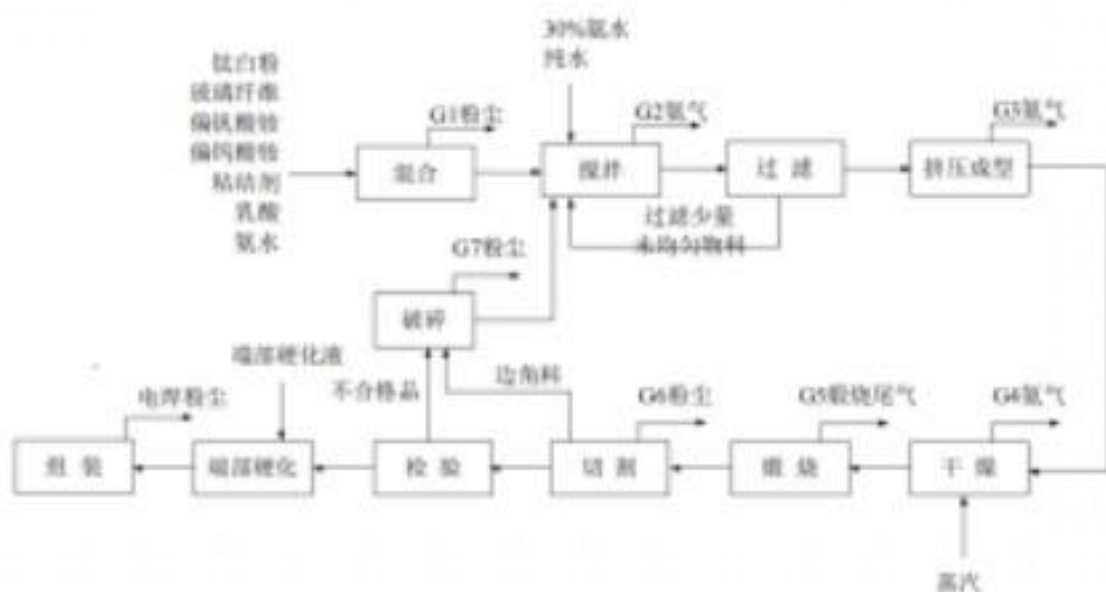 30%氨水
纯水
钛白粉
玻璃纤维
偏钒酸铵
偏钨酸铵
粘结剂
乳酸
氨水
G1粉尘
G2氨气
G3氨气
混合
搅拌
过 滤
挤压成型
过滤少量
未均匀物料
G7粉尘
破碎
端部硬化液
不合格品
边角料
电焊粉尘
G6粉尘
G5煅烧尾气
G4氨气
组 装
端部硬化
检 验
切 割
煅 烧
干 燥
蒸汽